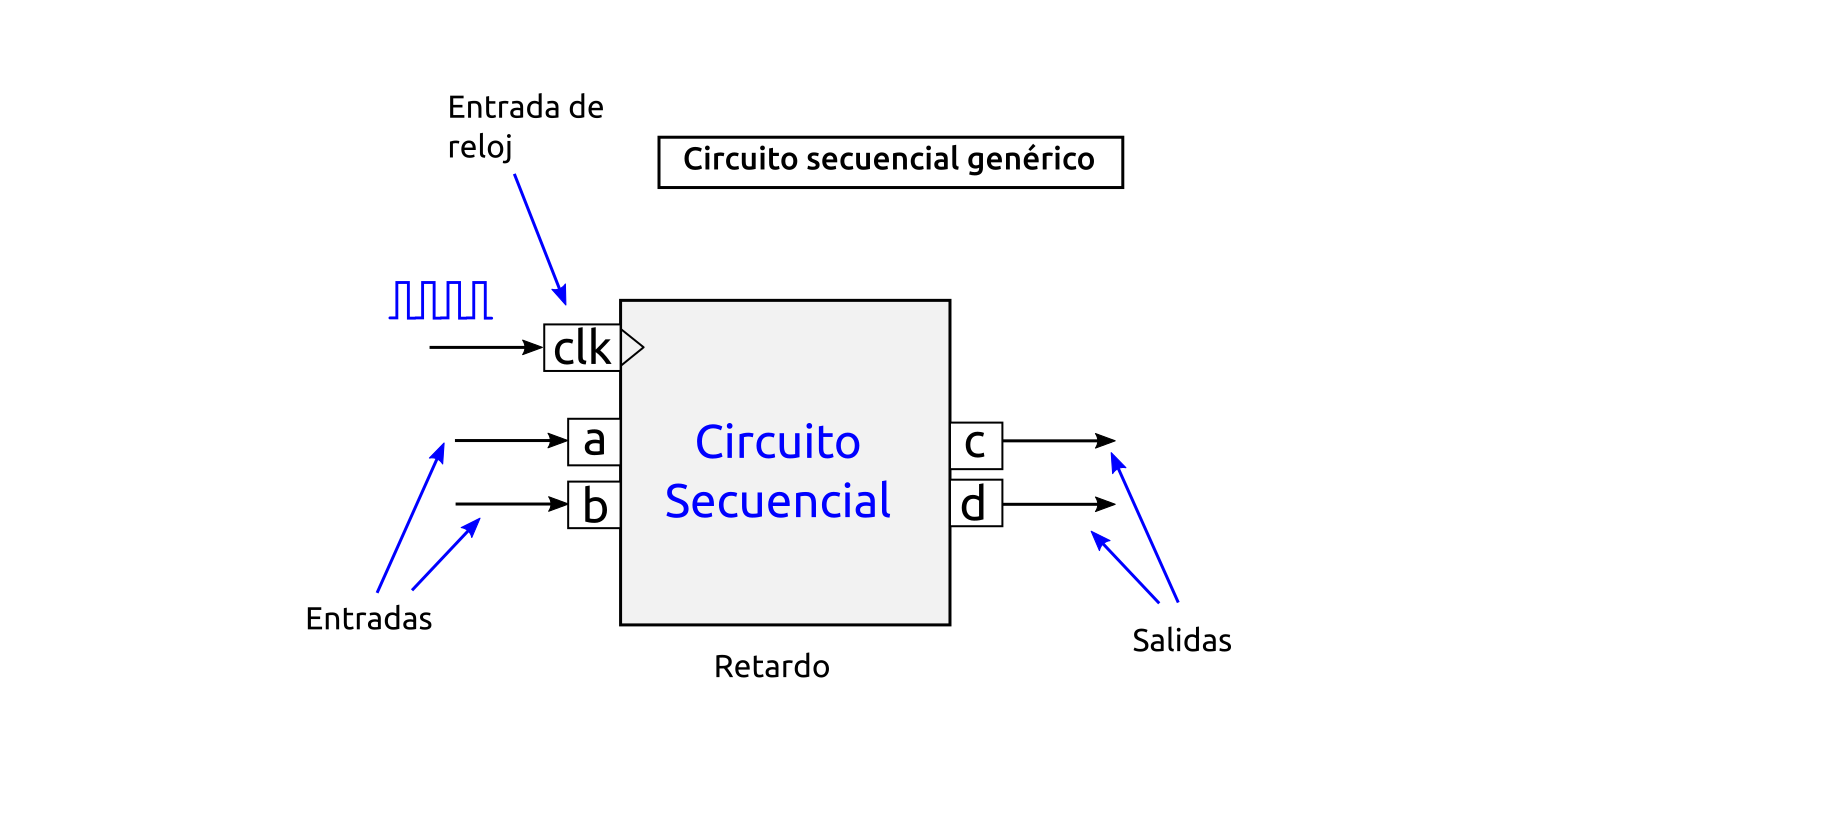 Entrada de
reloj
Circuito secuencial genérico
clk
a
b
Circuito
Secuencial
c
d
Entradas
Salidas
Retardo